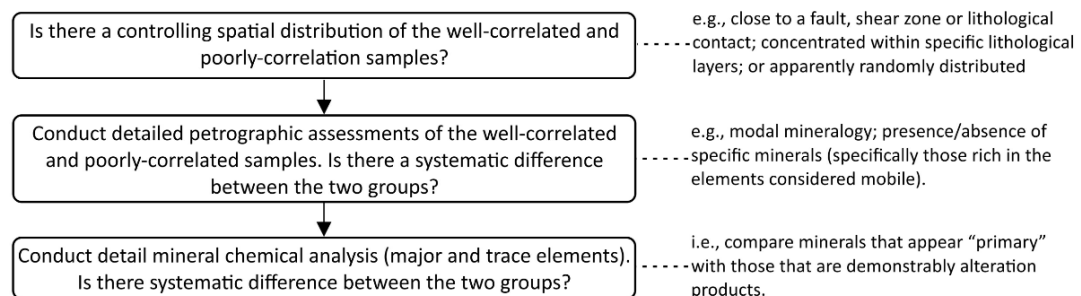 Is there a controlling spatial distribution of the well-correlated and
poorly-correlation samples?
e.g., close to a fault, shear zone or lithological
contact; concentrated within specific lithological
layers; or apparently randomly distributed
Conduct detailed petrographic assessments of the well-correlated
and poorly-correlated samples. Is there a systematic difference
between the two groups?
e.g., modal mineralogy; presence/absence of
specific minerals (specifically those rich in the
elements considered mobile).
Conduct detail mineral chemical analysis (major and trace elements).
Is there systematic difference between the two groups?
i.e., compare minerals that appear “primary”
with those that are demonstrably alteration
products.